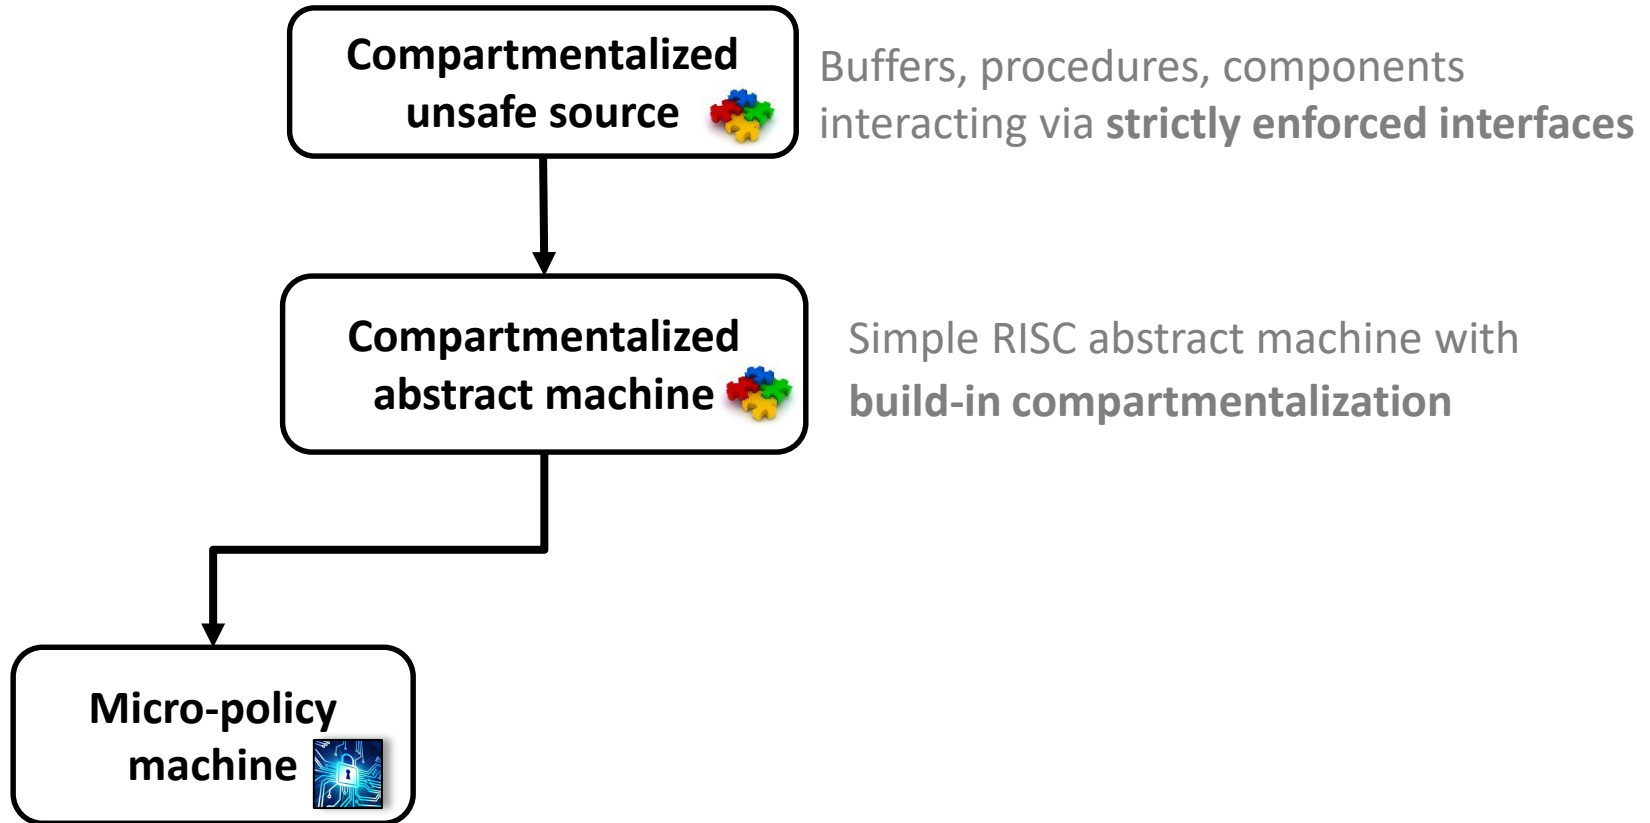 Compartmentalized
unsafe source
Buffers, procedures, components
interacting via strictly enforced interfaces
Compartmentalized
abstract machine
Simple RISC abstract machine with
build-in compartmentalization
Micro-policy
machine